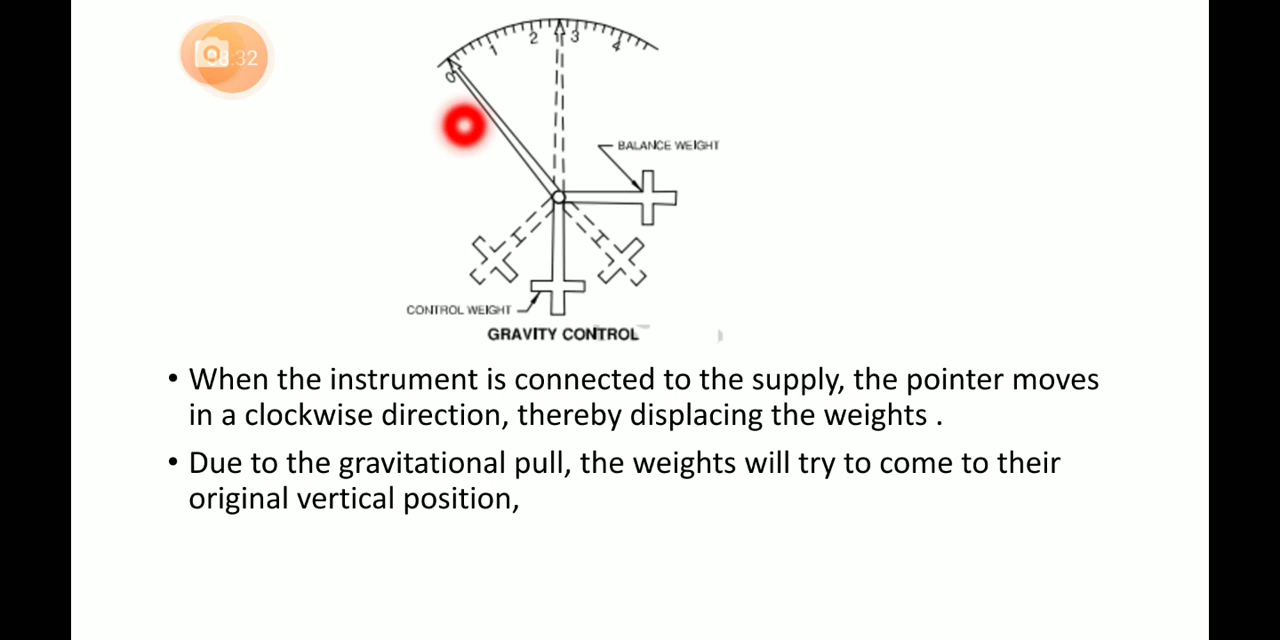 :32
0 1 2 3 4
BALANCE WEIGHT
CONTROL WEIGHT
GRAVITY CONTROL
• When the instrument is connected to the supply, the pointer moves
in a clockwise direction, thereby displacing the weights .
• Due to the gravitational pull, the weights will try to come to their
original vertical position,